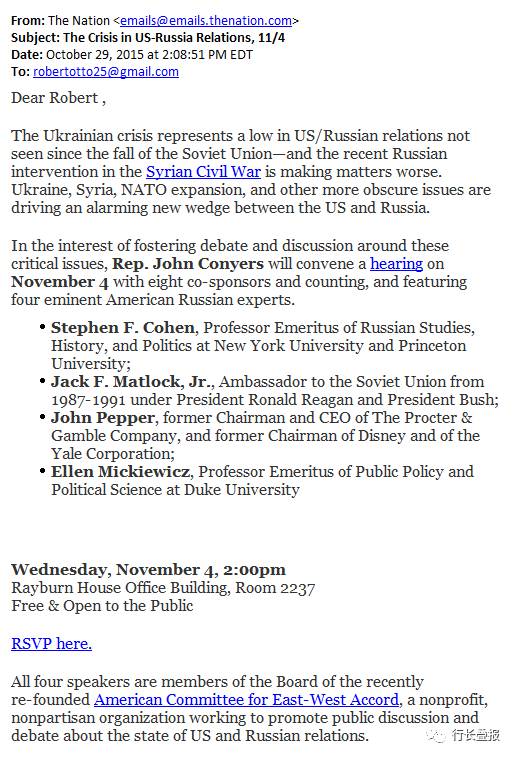 From: The Nation <emails@emails.thenation.com>
Subject: The Crisis in US-Russia Relations, 11/4
Date: October 29, 2015 at 2:08:51 PM EDT
To: robertotto25@gmail.com
Dear Robert ,
The Ukrainian crisis represents a low in US/Russian relations not
seen since the fall of the Soviet Union—and the recent Russian
intervention in the Syrian Civil War is making matters worse.
Ukraine, Syria, NATO expansion, and other more obscure issues are
driving an alarming new wedge between the US and Russia.
In the interest of fostering debate and discussion around these
critical issues, Rep. John Conyers will convene a hearing on
November 4 with eight co-sponsors and counting, and featuring
four eminent American Russian experts.
• Stephen F. Cohen, Professor Emeritus of Russian Studies,
History, and Politics at New York University and Princeton
University;
• Jack F. Matlock, Jr., Ambassador to the Soviet Union from
1987-1991 under President Ronald Reagan and President Bush;
• John Pepper, former Chairman and CEO of The Procter &
Gamble Company, and former Chairman of Disney and of the
Yale Corporation;
• Ellen Mickiewicz, Professor Emeritus of Public Policy and
Political Science at Duke University
Wednesday, November 4, 2:00pm
Rayburn House Office Building, Room 2237
Free & Open to the Public
RSVP here.
All four speakers are members of the Board of the recently
re-founded American Committee for East-West Accord, a nonprofit,
nonpartisan organization working to promote public discussion and
debate about the state of US and Russian relations.
行长叠报